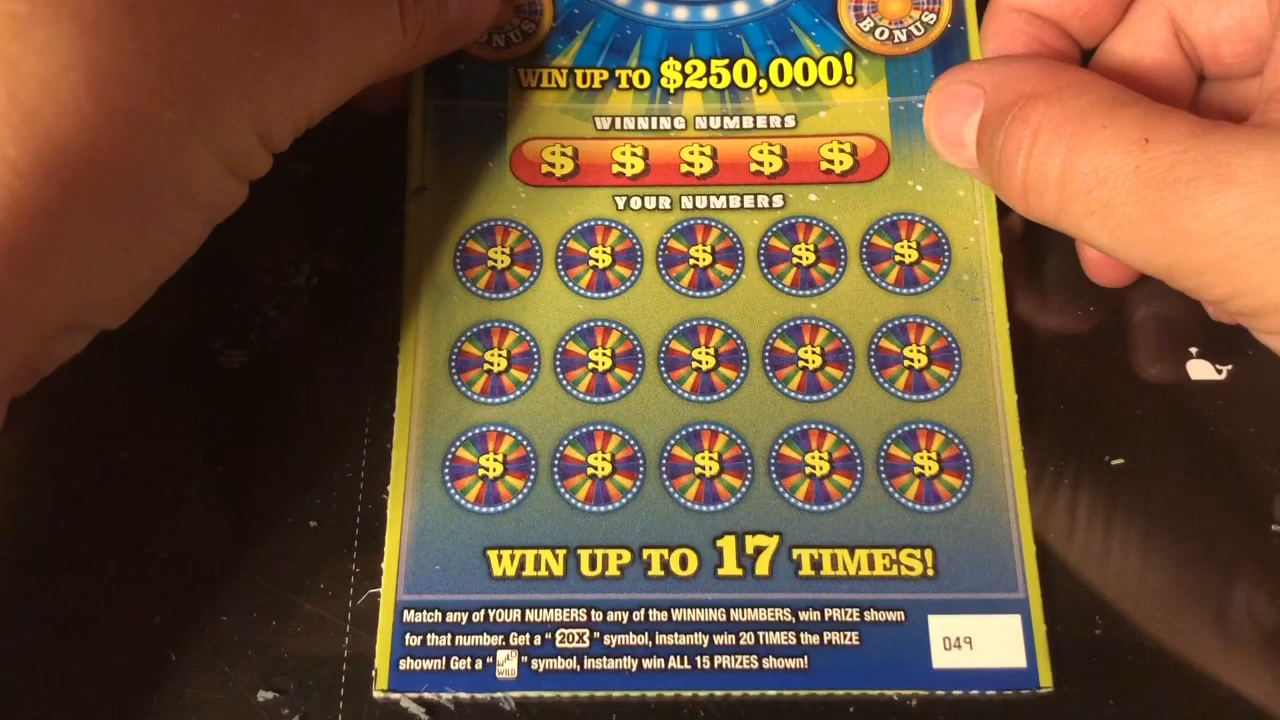 BONUS
BONUS
WIN UP TO $250,000!
WINNING NUMBERS
$ $ $ $ $
YOUR NUMBERS
$ $ $ $ $
$ $ $ $ $
$ $ $ $ $
WIN UP TO 17 TIMES!
Match any of YOUR NUMBERS to any of the WINNING NUMBERS, win PRIZE shown
for that number. Get a “ 20X ” symbol, instantly win 20 TIMES the PRIZE
shown! Get a “ WILD WILD ” symbol, instantly win ALL 15 PRIZES shown!
049